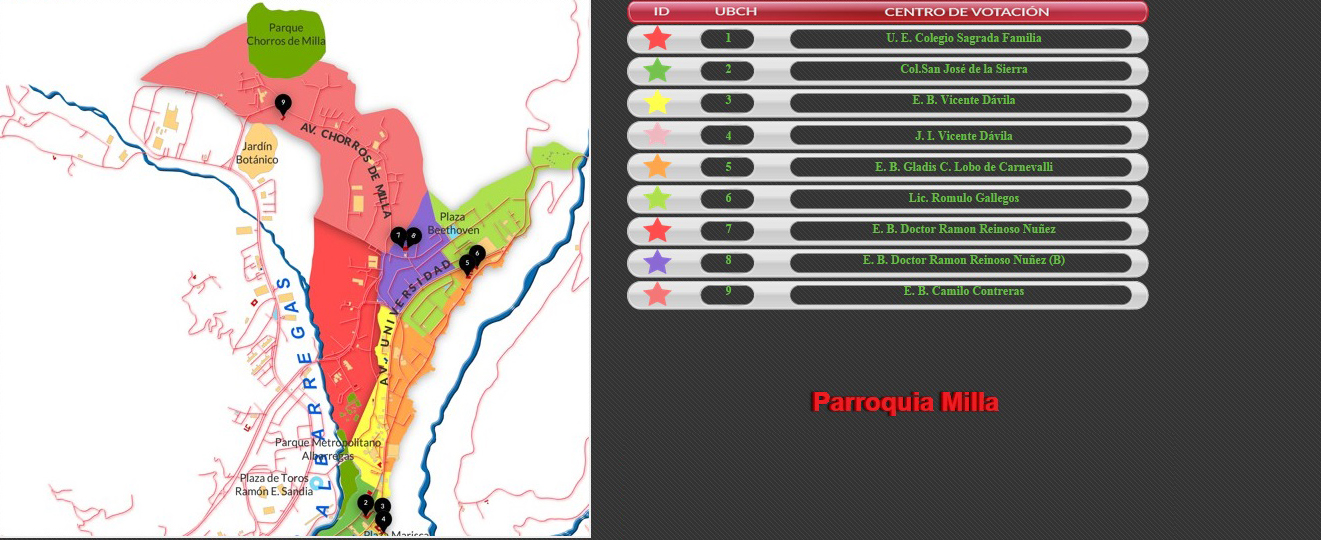 Parque
Chorros de Milla
9
AV. CHORROS DE MILLA
Jardín
Botánico
Plaza
Beethoven
7
8
6
5
AV. UNIVERSIDAD
ALBARREGAS
Parque Metropolitano
Albarregas
Plaza de Toros
Ramón E. Sandia
2
3
4
ID UBCH CENTRO DE VOTACIÓN
1 U. E. Colegio Sagrada Familia
2 Col.San José de la Sierra
3 E. B. Vicente Dávila
4 J. I. Vicente Dávila
5 E. B. Gladis C. Lobo de Carnevalli
6 Lic. Romulo Gallegos
7 E. B. Doctor Ramon Reinoso Nuñez
8 E. B. Doctor Ramon Reinoso Nuñez (B)
9 E. B. Camilo Contreras
Parroquia Milla